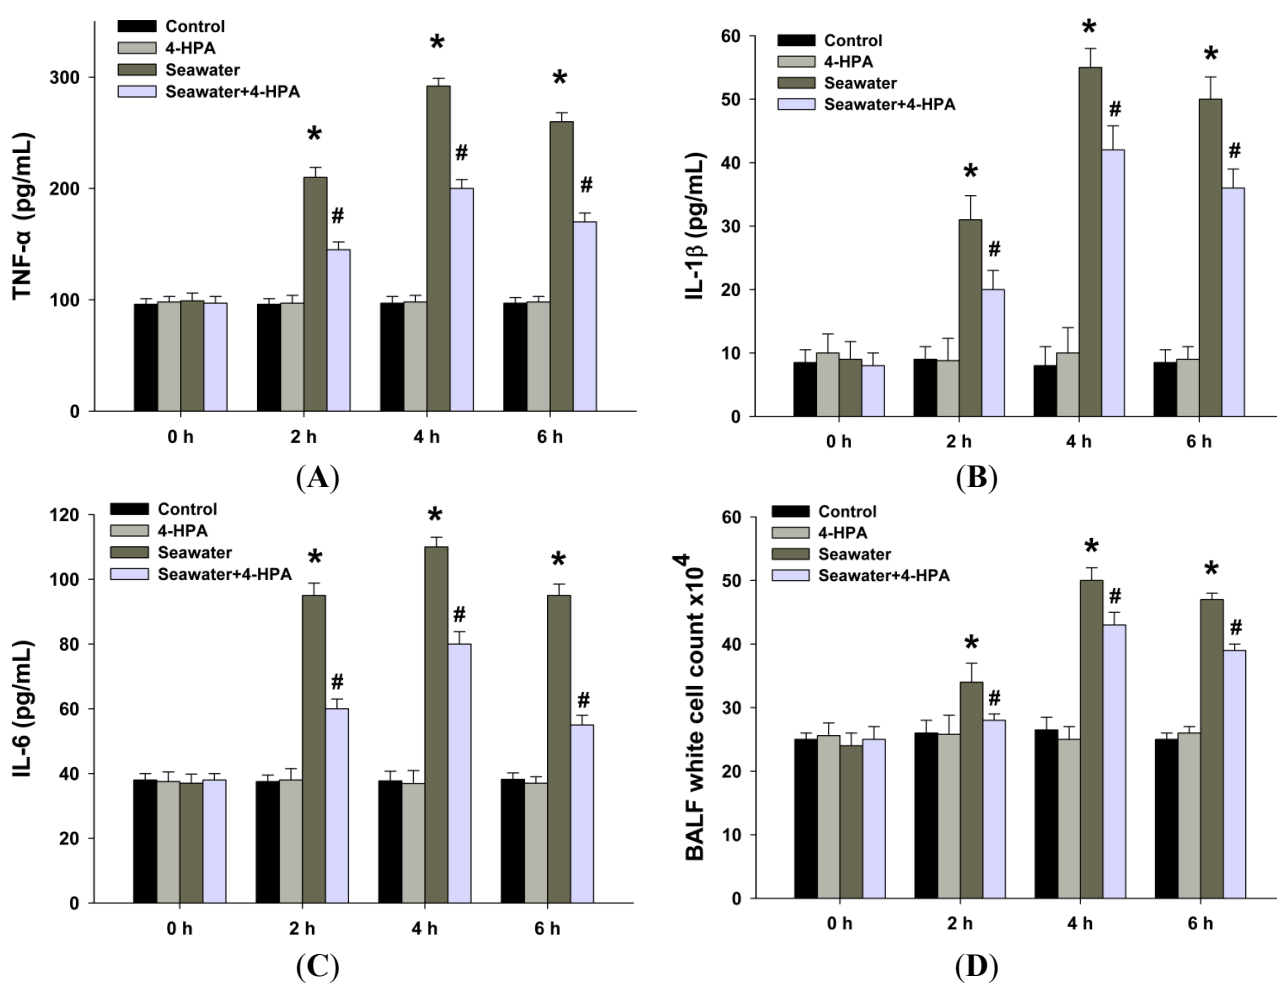 Control
4-HPA
Seawater
Seawater+4-HPA
TNF-α (pg/mL)
300
200
100
0
*
#
*
#
*
#
0 h 2 h 4 h 6 h
(A)
Control
4-HPA
Seawater
Seawater+4-HPA
IL-1β (pg/mL)
60
50
40
30
20
10
0
*
#
*
#
*
#
0 h 2 h 4 h 6 h
(B)
Control
4-HPA
Seawater
Seawater+4-HPA
IL-6 (pg/mL)
120
100
80
60
40
20
0
*
#
*
#
*
#
0 h 2 h 4 h 6 h
(C)
Control
4-HPA
Seawater
Seawater+4-HPA
BALF white cell count x10⁴
60
50
40
30
20
10
0
*
#
*
#
*
#
0 h 2 h 4 h 6 h
(D)